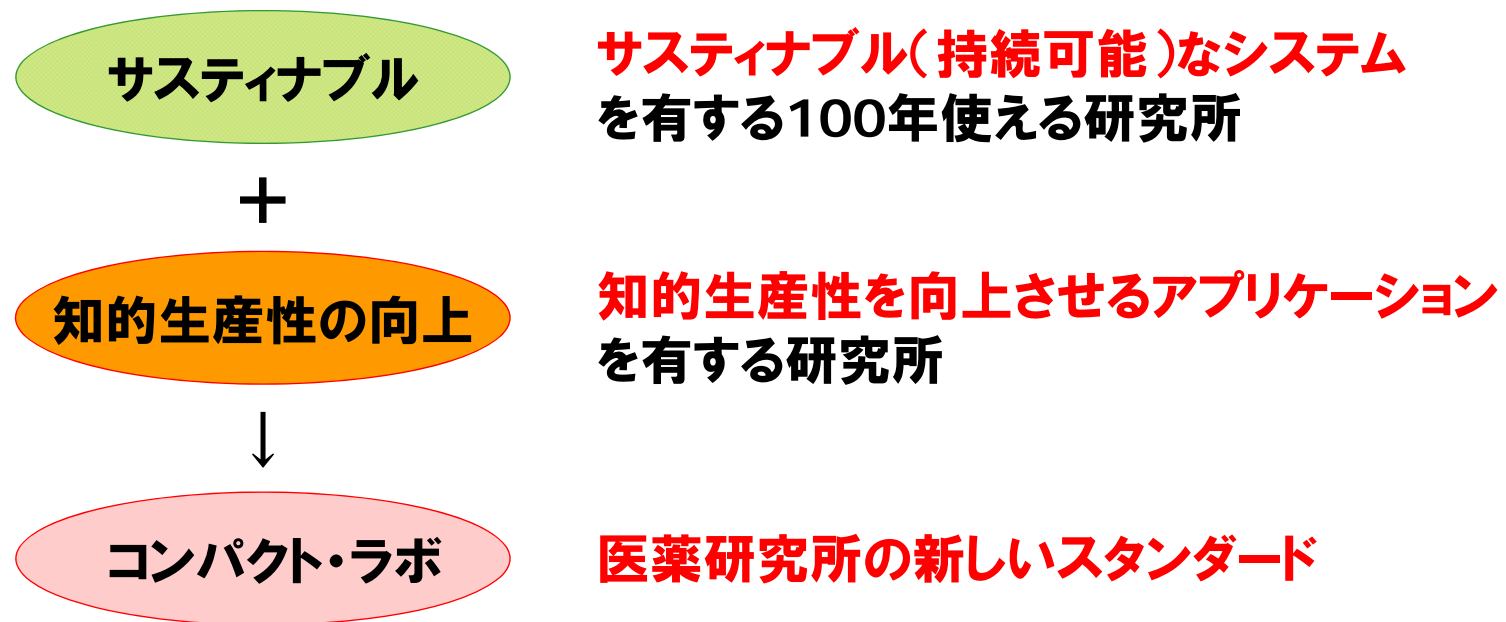 サスティナブル
サスティナブル(持続可能)なシステム
を有する100年使える研究所
＋
知的生産性の向上
知的生産性を向上させるアプリケーション
を有する研究所
↓
コンパクト・ラボ
医薬研究所の新しいスタンダード